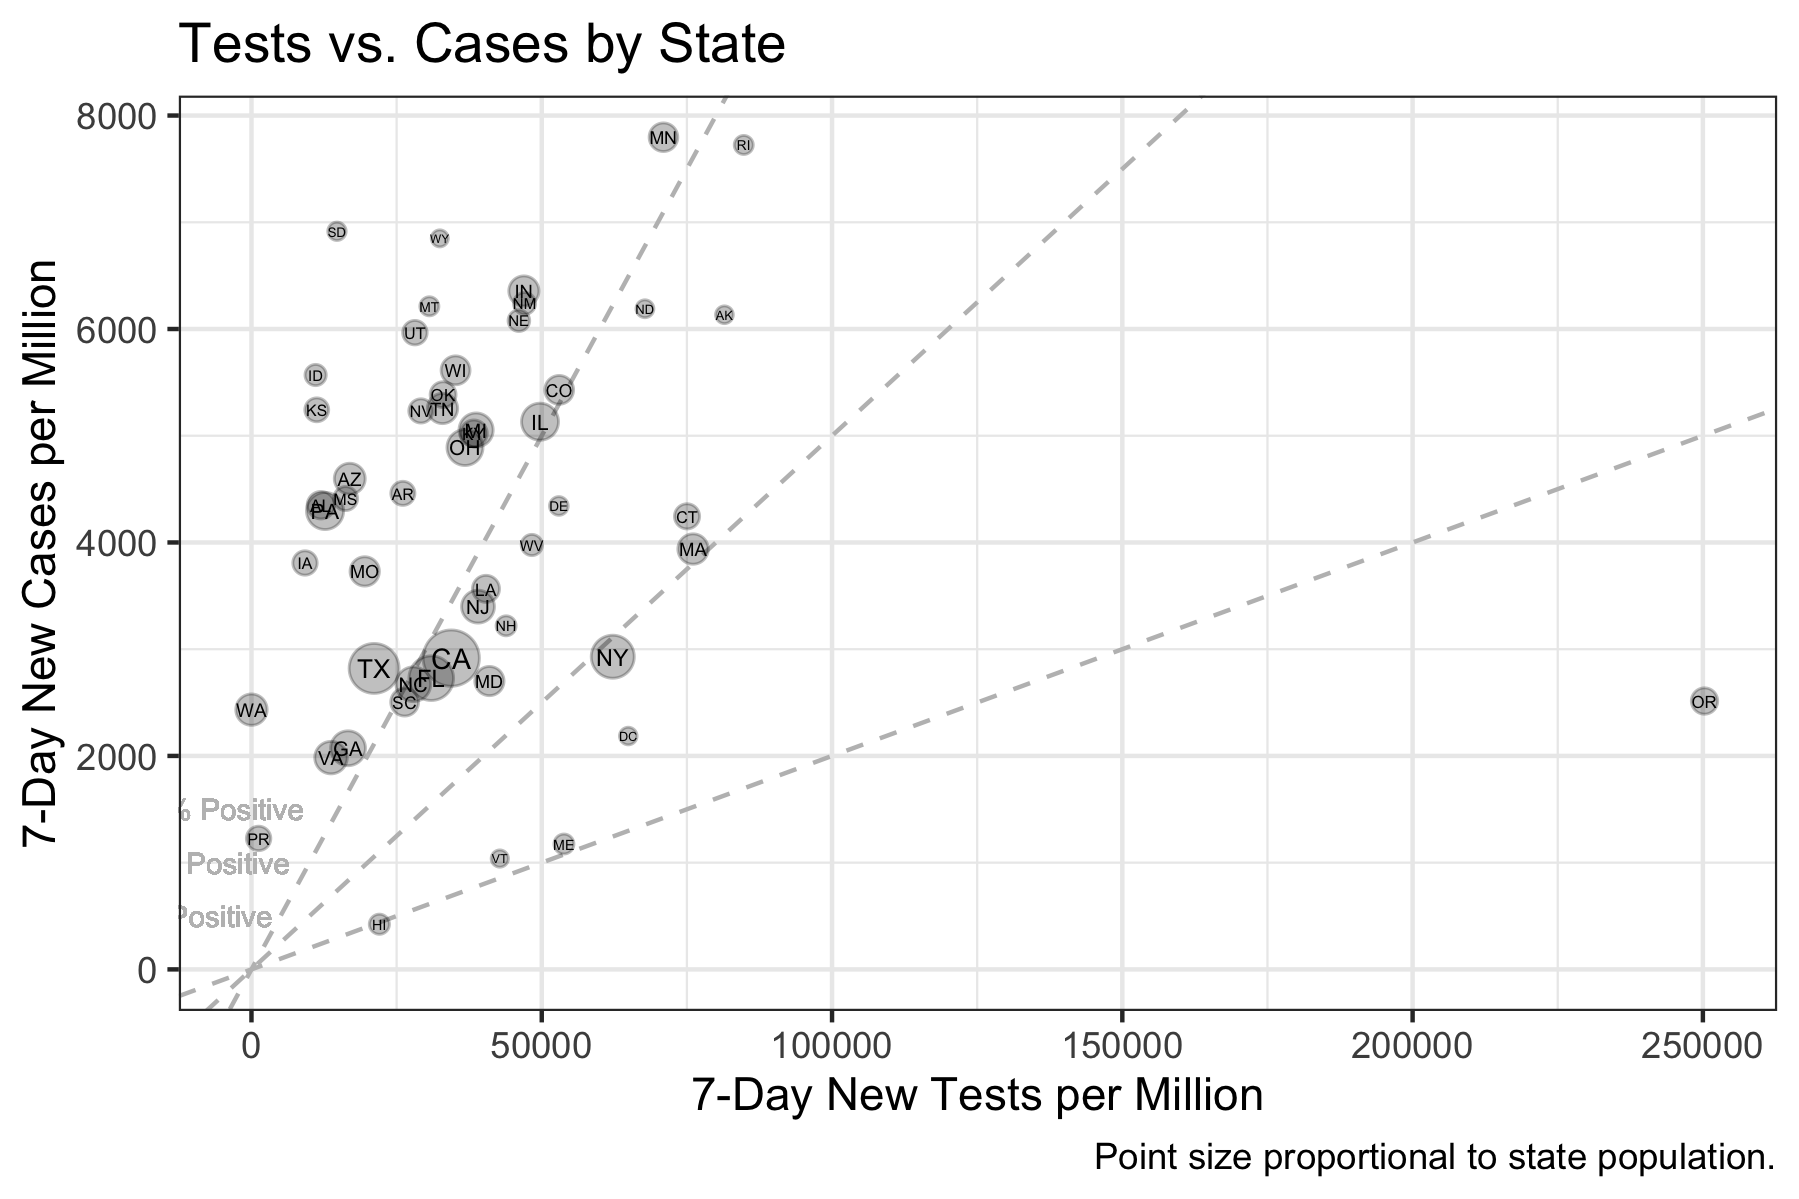 Tests vs. Cases by State
7-Day New Cases per Million
8000
6000
4000
2000
0
MN
RI
SD
WY
IN
NM
MT
ND
AK
NE
UT
WI
ID
CO
OK
KS
NV
TN
IL
MI
KY
OH
AZ
AR
MS
AL
PA
DE
CT
WV
MA
IA
MO
LA
NJ
NH
CA
NY
TX
FL
NC
MD
SC
OR
WA
DC
GA
VA
% Positive
PR
Positive
ME
VT
Positive
HI
0
50000
100000
150000
200000
250000
7-Day New Tests per Million
Point size proportional to state population.